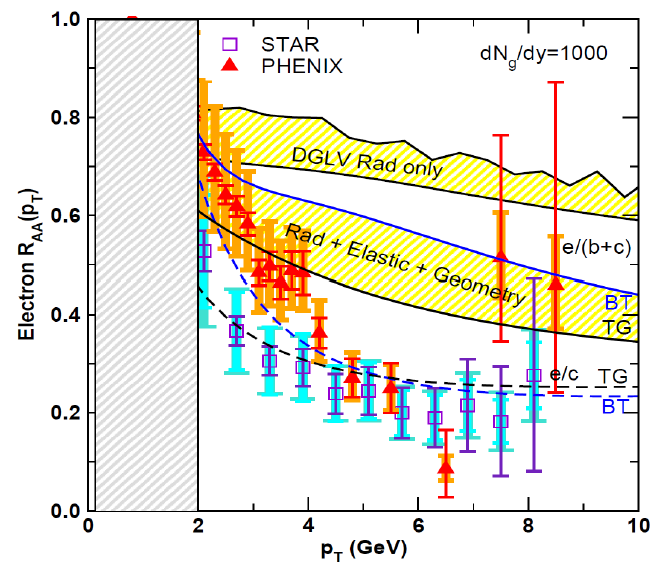 STAR
PHENIX
dN_g/dy=1000
DGLV Rad only
Rad + Elastic + Geometry
e/(b+c)
BT
TG
e/c
TG
BT
Electron R_AA(p_T)
1.0
0.8
0.6
0.4
0.2
0.0
0
2
4
6
8
10
p_T (GeV)